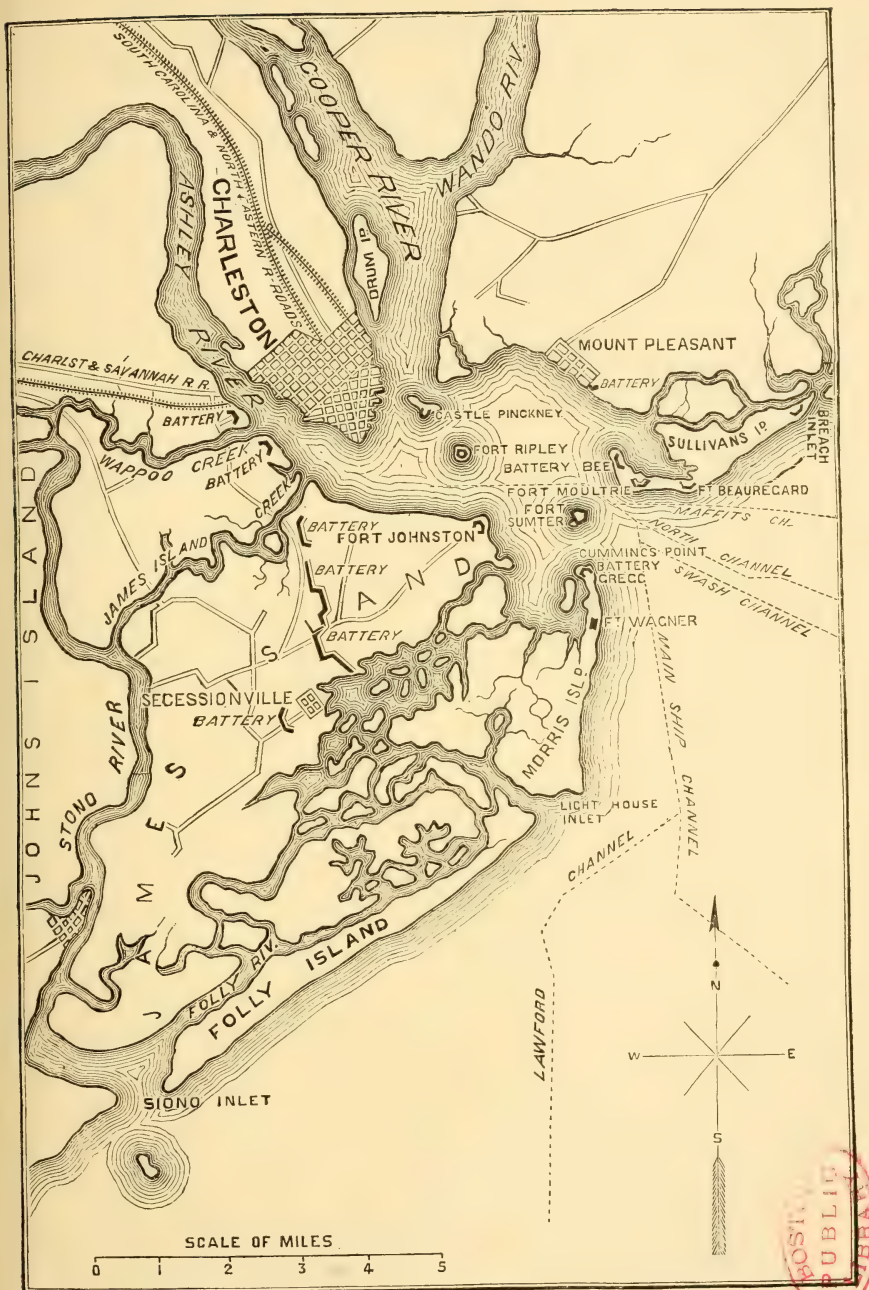 SOUTH CAROLINA & NORTH EASTERN R. ROADS
COOPER RIVER
WANDO RIV.
ASHLEY RIVER
CHARLESTON
DRUM ID.
MOUNT PLEASANT
BATTERY
CHARLST & SAVANNAH R R.
BATTERY
CASTLE PINCKNEY
FORT RIPLEY
BATTERY BEE
SULLIVANS ID.
BREACH INLET
WAPPOO CREEK
BATTERY
FORT MOULTRIE
FT BEAUREGARD
FORT
SUMTER
MAFFITS CH.
NORTH CHANNEL
SWASH CHANNEL
JAMES ISLAND CREEK
BATTERY
FORT JOHNSTON
CUMMINGS POINT
BATTERY
GREGG
BATTERY
FT WAGNER
BATTERY
MAIN SHIP CHANNEL
JOHNS ISLAND
STONO RIVER
SECESSIONVILLE
BATTERY
MORRIS ISLD
JAMES ISLAND
LIGHT HOUSE
INLET
LAWFORD CHANNEL
FOLLY RIV.
FOLLY ISLAND
SIONO INLET
N
W
E
S
SCALE OF MILES
0 1 2 3 4 5
PUBLIC